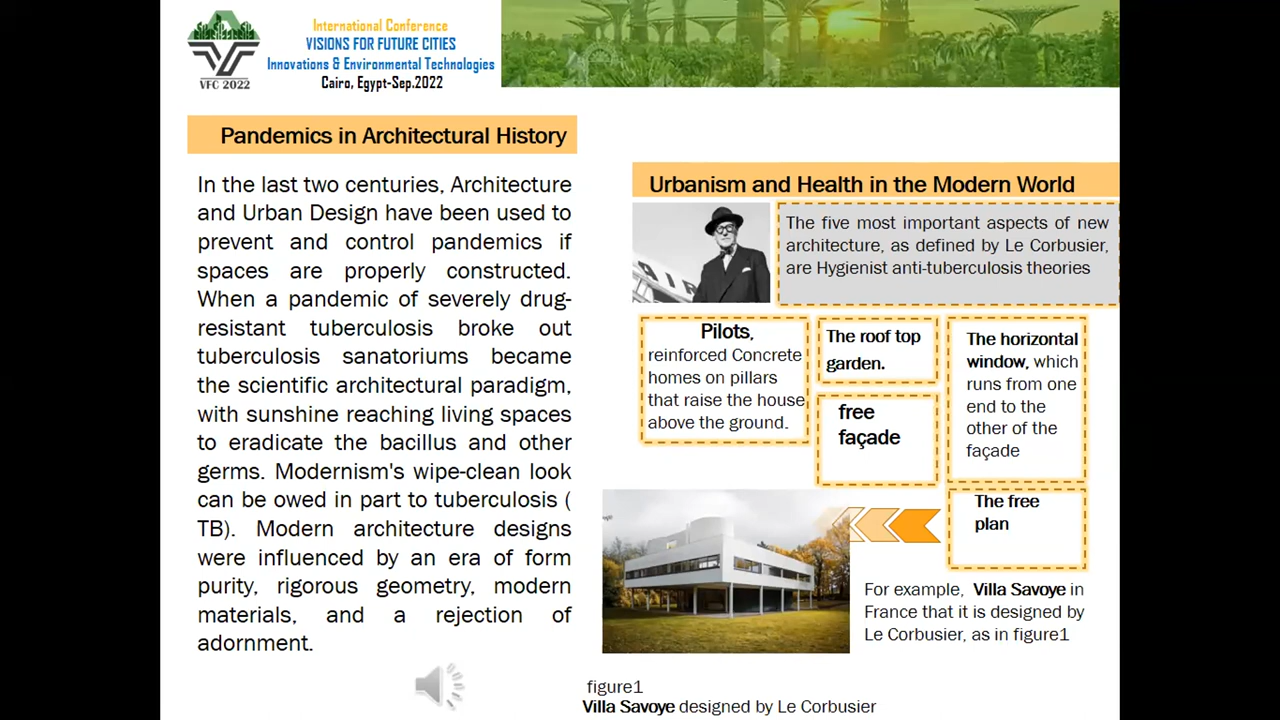 International Conference
VISIONS FOR FUTURE CITIES
Innovations & Environmental Technologies
Cairo, Egypt-Sep.2022
VFC 2022
Pandemics in Architectural History
In the last two centuries, Architecture
and Urban Design have been used to
prevent and control pandemics if
spaces are properly constructed.
When a pandemic of severely drug-
resistant tuberculosis broke out
tuberculosis sanatoriums became
the scientific architectural paradigm,
with sunshine reaching living spaces
to eradicate the bacillus and other
germs. Modernism's wipe-clean look
can be owed in part to tuberculosis (
TB). Modern architecture designs
were influenced by an era of form
purity, rigorous geometry, modern
materials, and a rejection of
adornment.
Urbanism and Health in the Modern World
AIR
The five most important aspects of new
architecture, as defined by Le Corbusier,
are Hygienist anti-tuberculosis theories
Pilots,
reinforced Concrete
homes on pillars
that raise the house
above the ground.
The roof top
garden.
free
façade
The horizontal
window, which
runs from one
end to the
other of the
façade
The free
plan
For example, Villa Savoye in
France that it is designed by
Le Corbusier, as in figure1
figure1
Villa Savoye designed by Le Corbusier